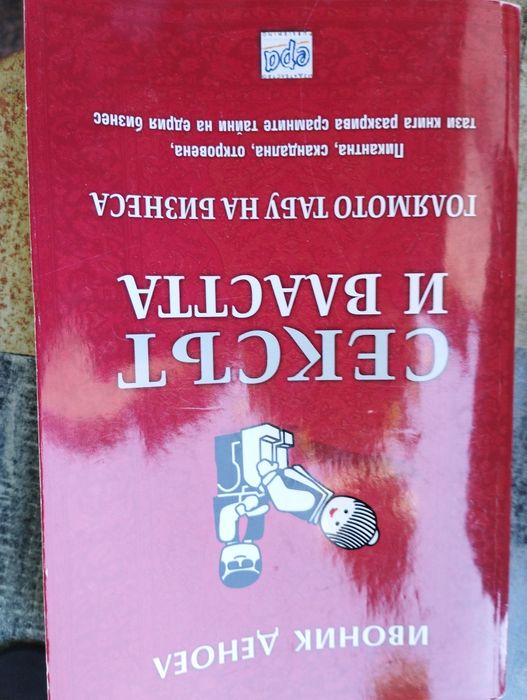 ИВОНИК ДЕНОЕЛ
СЕКСЪТ
И ВЛАСТТА
ГОЛЯМОТО ТАБУ НА БИЗНЕСА
Пикантна, скандална, откровена,
тази книга разкрива срамните тайни на едрия бизнес
ера